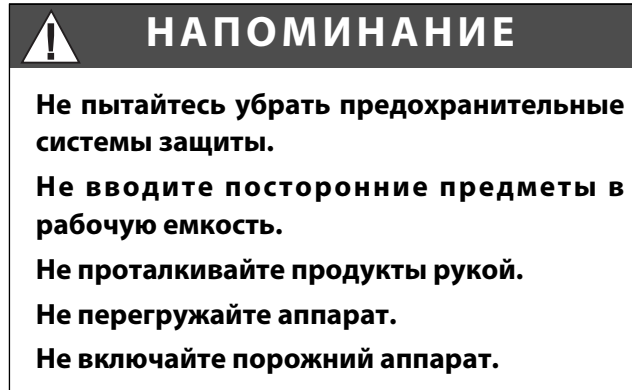 НАПОМИНАНИЕ
Не пытайтесь убрать предохранительные
системы защиты.
Не вводите посторонние предметы в
рабочую емкость.
Не проталкивайте продукты рукой.
Не перегружайте аппарат.
Не включайте порожний аппарат.